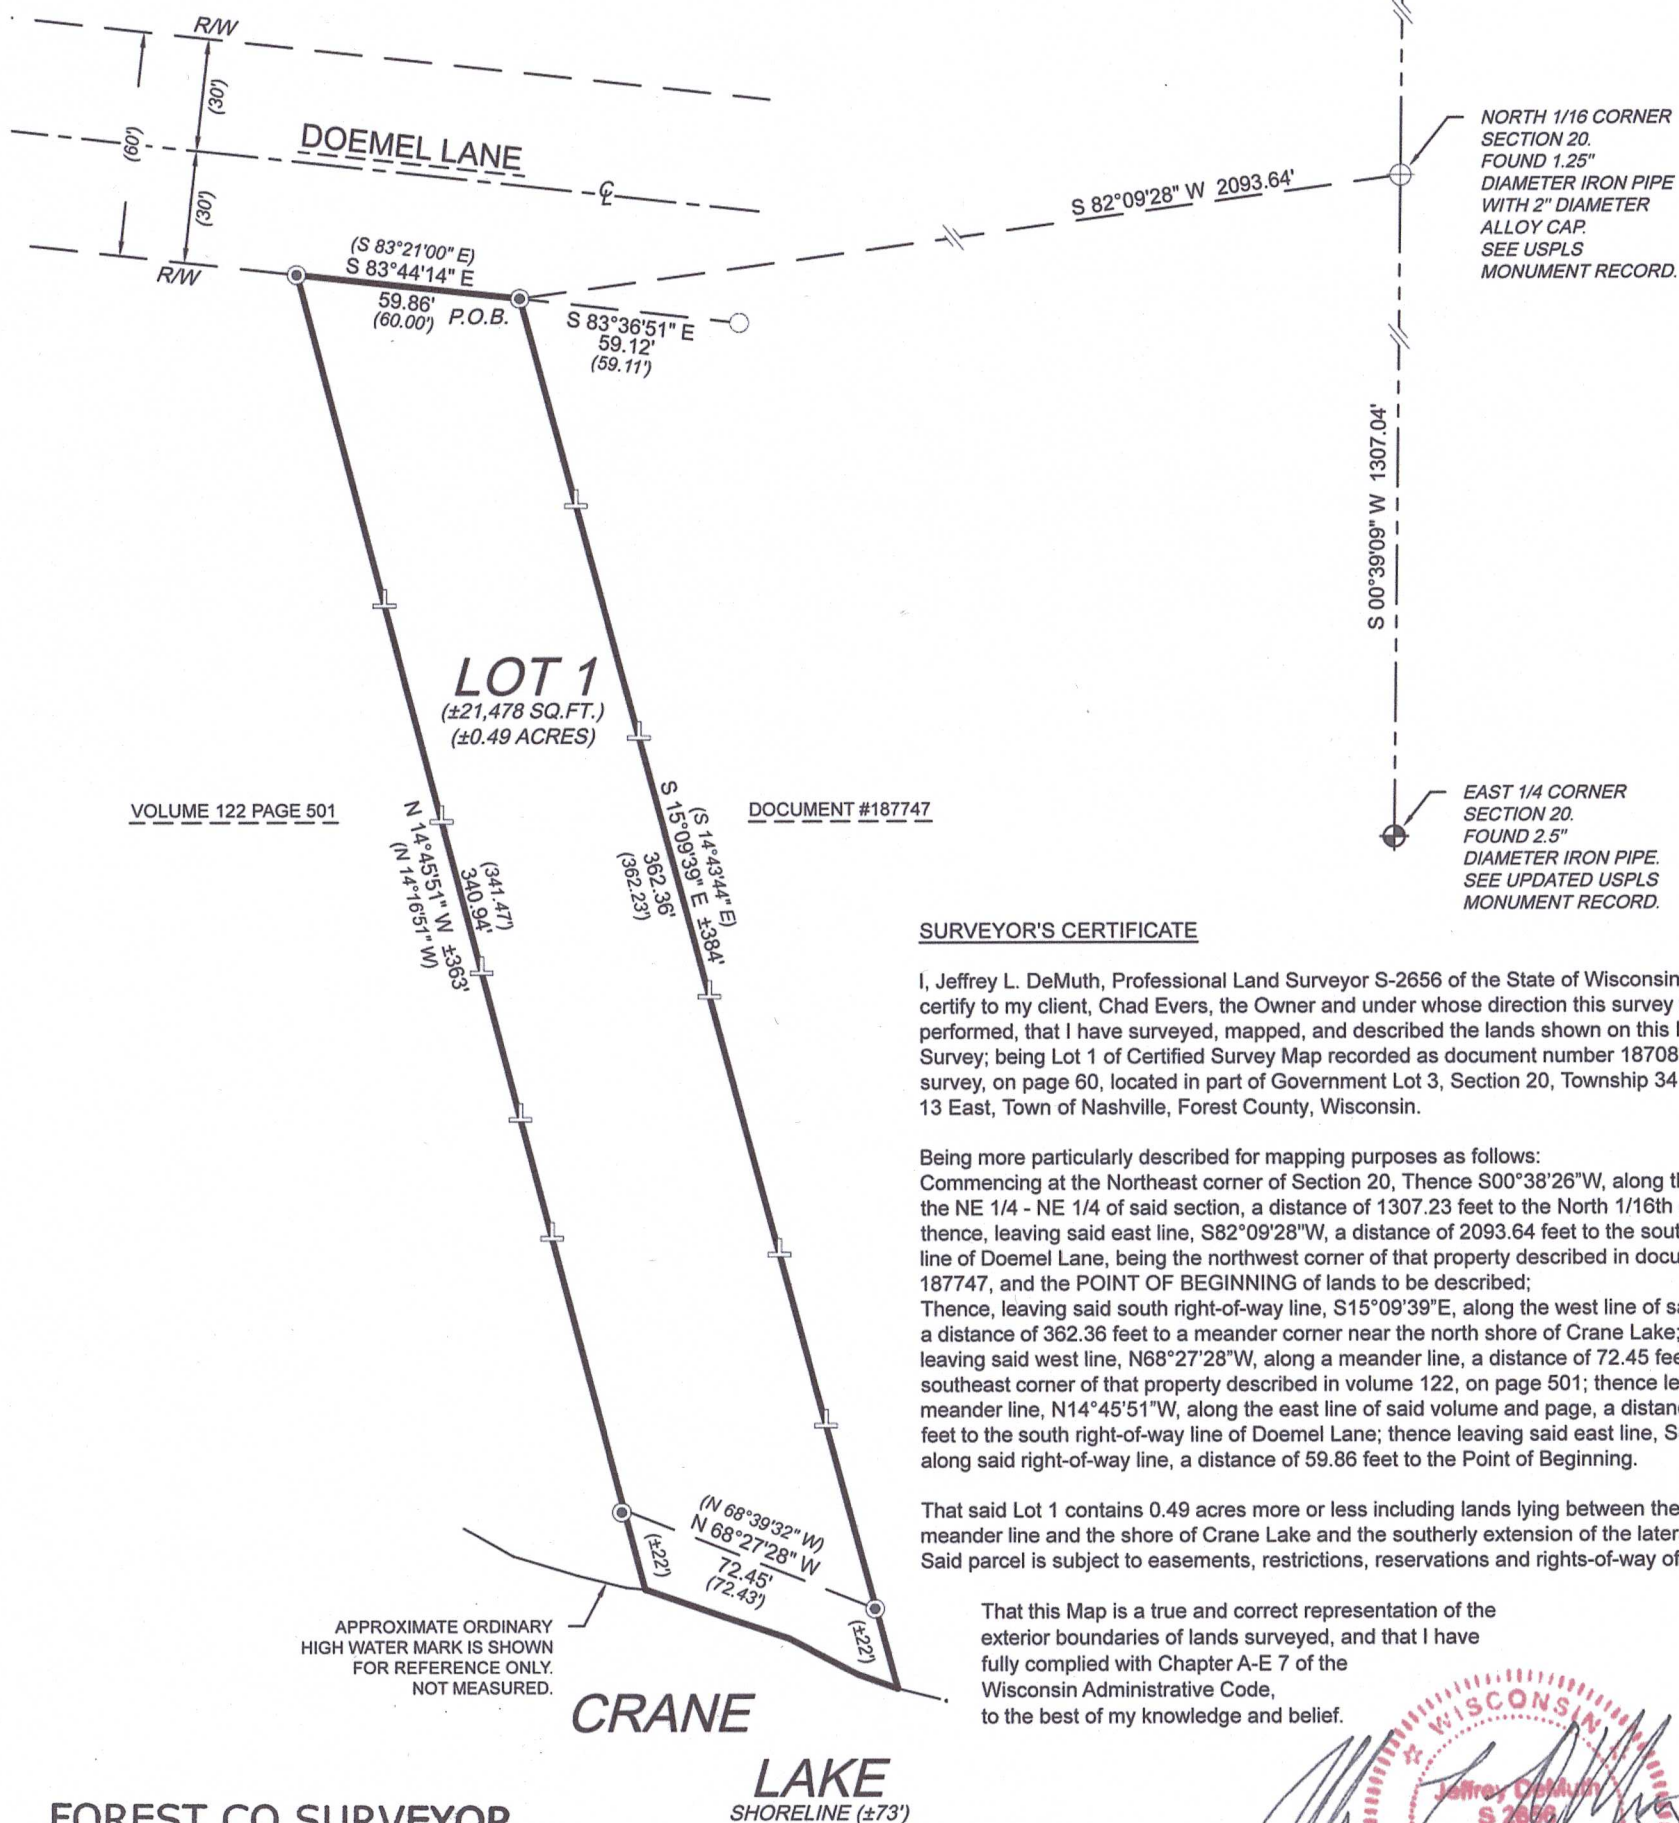 R/W
(30')
(60')
(30')
DOEMEL LANE
℄
R/W
(S 83°21'00" E)
S 83°44'14" E
59.86'
(60.00')
P.O.B.
S 83°36'51" E
59.12'
(59.11')
S 82°09'28" W 2093.64'
NORTH 1/16 CORNER
SECTION 20.
FOUND 1.25"
DIAMETER IRON PIPE
WITH 2" DIAMETER
ALLOY CAP.
SEE USPLS
MONUMENT RECORD.
S 00°39'09" W 1307.04'
LOT 1
(±21,478 SQ.FT.)
(±0.49 ACRES)
VOLUME 122 PAGE 501
DOCUMENT #187747
(341.47')
340.94'
N 14°45'51" W ±363'
(N 14°16'51" W)
(S 14°43'44" E)
S 15°09'39" E ±384'
362.36'
(362.23')
EAST 1/4 CORNER
SECTION 20.
FOUND 2.5"
DIAMETER IRON PIPE.
SEE UPDATED USPLS
MONUMENT RECORD.
SURVEYOR'S CERTIFICATE
I, Jeffrey L. DeMuth, Professional Land Surveyor S-2656 of the State of Wisconsin
certify to my client, Chad Evers, the Owner and under whose direction this survey
performed, that I have surveyed, mapped, and described the lands shown on this
Survey; being Lot 1 of Certified Survey Map recorded as document number 18708
survey, on page 60, located in part of Government Lot 3, Section 20, Township 34
13 East, Town of Nashville, Forest County, Wisconsin.
Being more particularly described for mapping purposes as follows:
Commencing at the Northeast corner of Section 20, Thence S00°38'26"W, along th
the NE 1/4 - NE 1/4 of said section, a distance of 1307.23 feet to the North 1/16th
thence, leaving said east line, S82°09'28"W, a distance of 2093.64 feet to the sout
line of Doemel Lane, being the northwest corner of that property described in docu
187747, and the POINT OF BEGINNING of lands to be described;
Thence, leaving said south right-of-way line, S15°09'39"E, along the west line of sa
a distance of 362.36 feet to a meander corner near the north shore of Crane Lake;
leaving said west line, N68°27'28"W, along a meander line, a distance of 72.45 fee
southeast corner of that property described in volume 122, on page 501; thence le
meander line, N14°45'51"W, along the east line of said volume and page, a distan
feet to the south right-of-way line of Doemel Lane; thence leaving said east line, S
along said right-of-way line, a distance of 59.86 feet to the Point of Beginning.
That said Lot 1 contains 0.49 acres more or less including lands lying between the
meander line and the shore of Crane Lake and the southerly extension of the later
Said parcel is subject to easements, restrictions, reservations and rights-of-way of
That this Map is a true and correct representation of the
exterior boundaries of lands surveyed, and that I have
fully complied with Chapter A-E 7 of the
Wisconsin Administrative Code,
to the best of my knowledge and belief.
(N 68°39'32" W)
N 68°27'28" W
72.45'
(72.43')
(±22')
(±22')
APPROXIMATE ORDINARY
HIGH WATER MARK IS SHOWN
FOR REFERENCE ONLY.
NOT MEASURED.
CRANE
LAKE
SHORELINE (±73')
WISCONSIN
Jeffrey DeMuth
S 2656
FOREST CO SURVEYOR